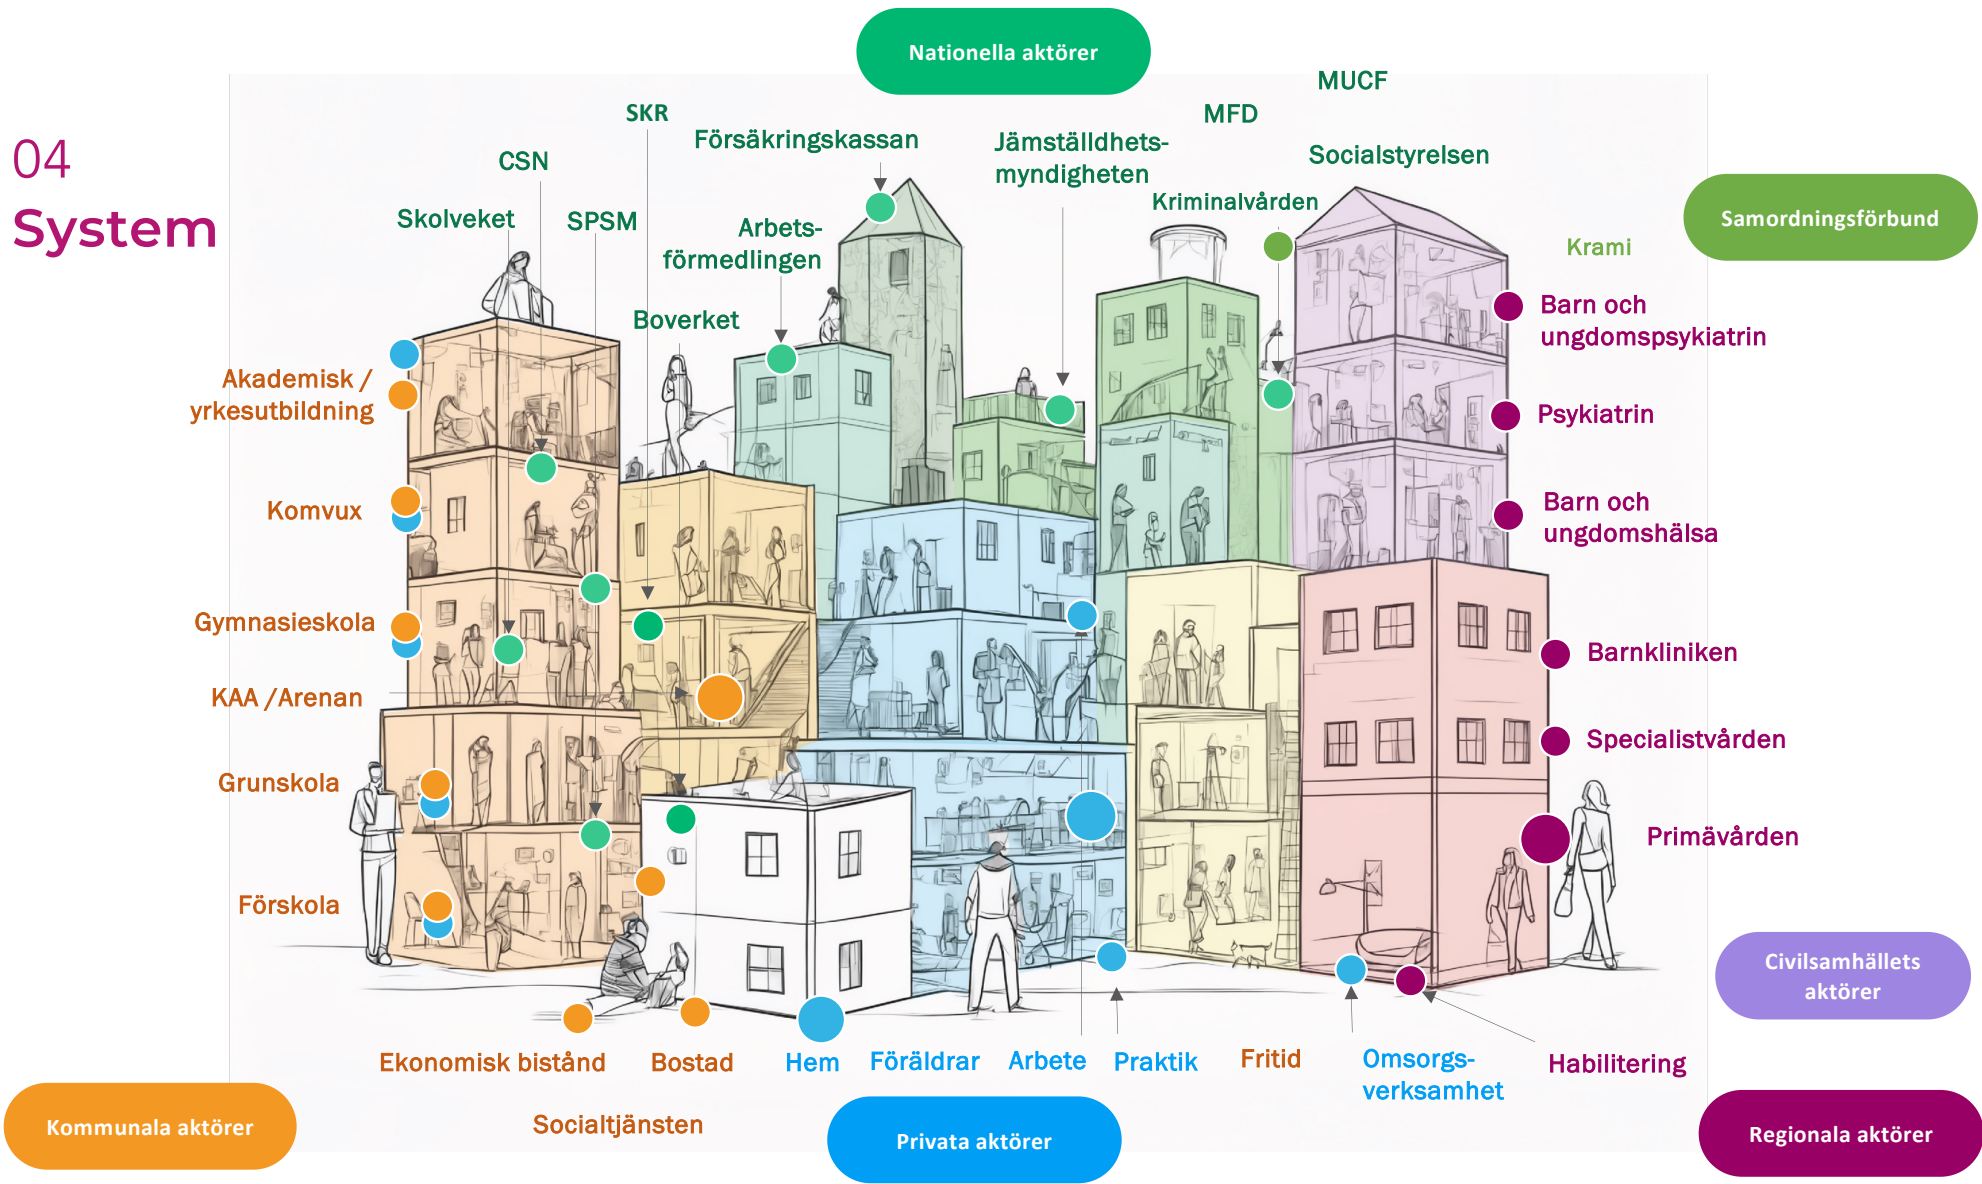 04
System
Nationella aktörer
MUCF
MFD
SKR
Försäkringskassan
Jämställdhets-
myndigheten
Socialstyrelsen
CSN
Kriminalvården
Skolveket
SPSM
Arbets-
förmedlingen
Boverket
Samordningsförbund
Krami
Barn och
ungdomspsykiatrin
Psykiatrin
Barn och
ungdomshälsa
Barnkliniken
Specialistvården
Primävården
Akademisk /
yrkesutbildning
Komvux
Gymnasieskola
KAA /Arenan
Grunskola
Förskola
Civilsamhällets
aktörer
Ekonomisk bistånd
Bostad
Hem
Föräldrar
Arbete
Praktik
Fritid
Omsorgs-
verksamhet
Habilitering
Socialtjänsten
Kommunala aktörer
Privata aktörer
Regionala aktörer